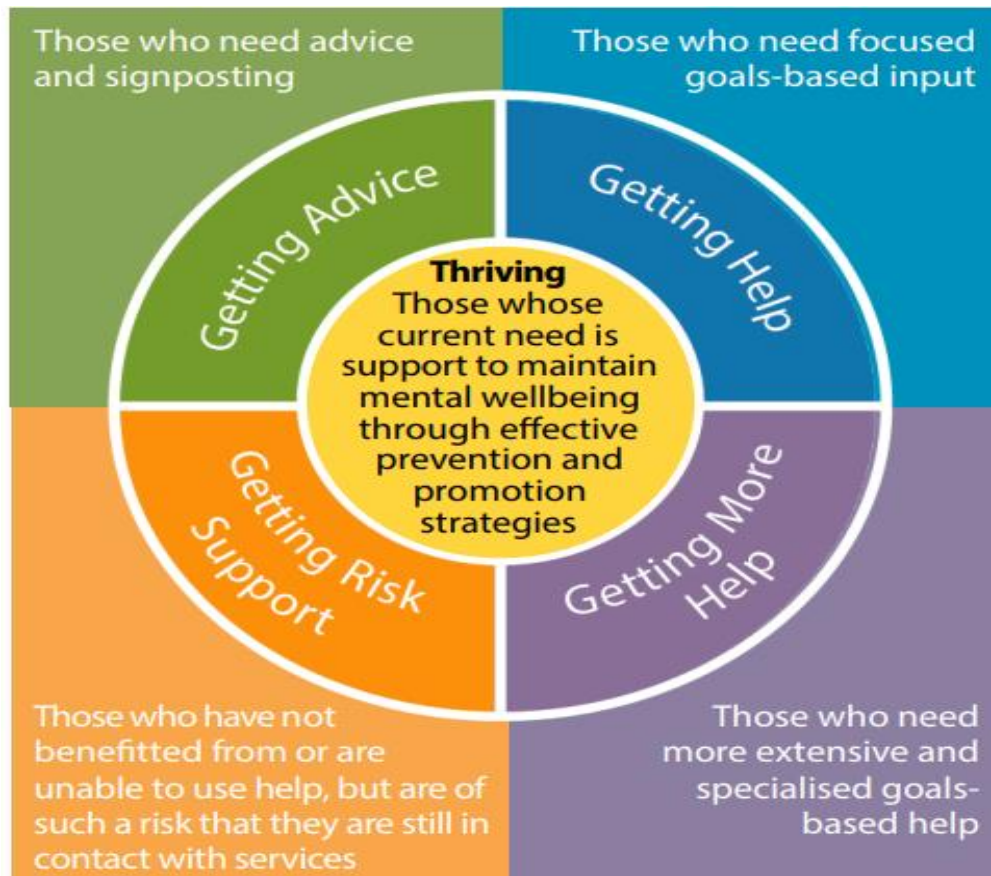 Those who need advice
and signposting
Those who need focused
goals-based input
Getting Advice
Getting Help
Thriving
Those whose
current need is
support to maintain
mental wellbeing
through effective
prevention and
promotion
strategies
Getting Risk
Support
Getting More
Help
Those who have not
benefitted from or are
unable to use help, but are of
such a risk that they are still in
contact with services
Those who need
more extensive and
specialised goals-
based help